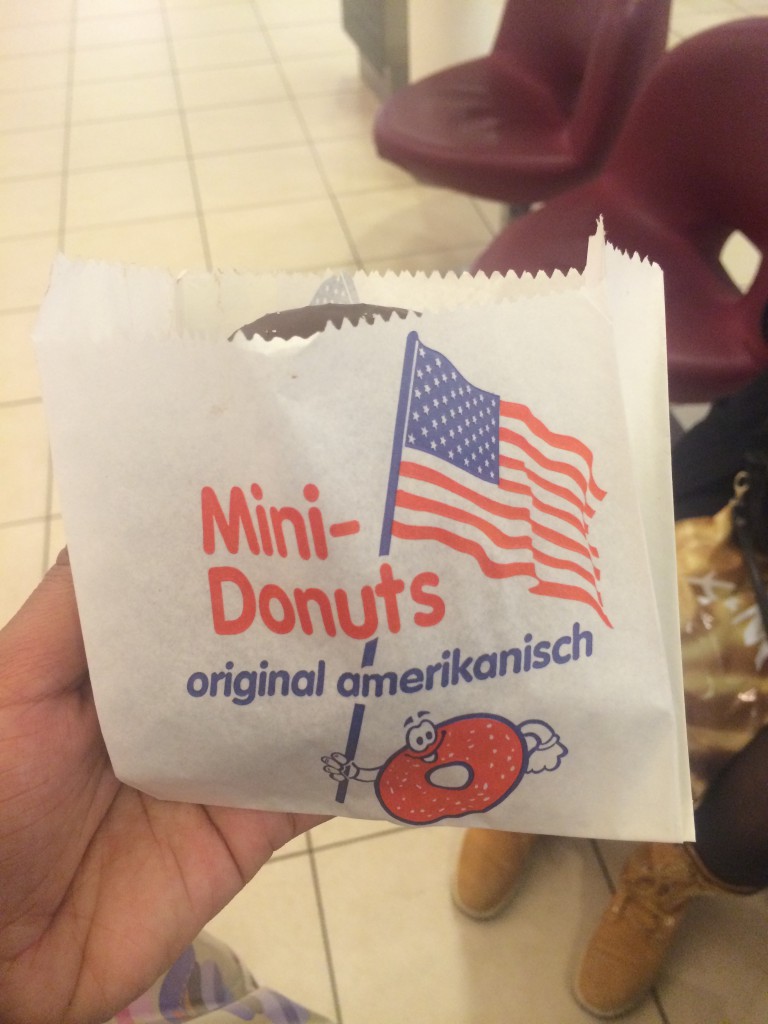 Mini-
Donuts
original amerikanisch